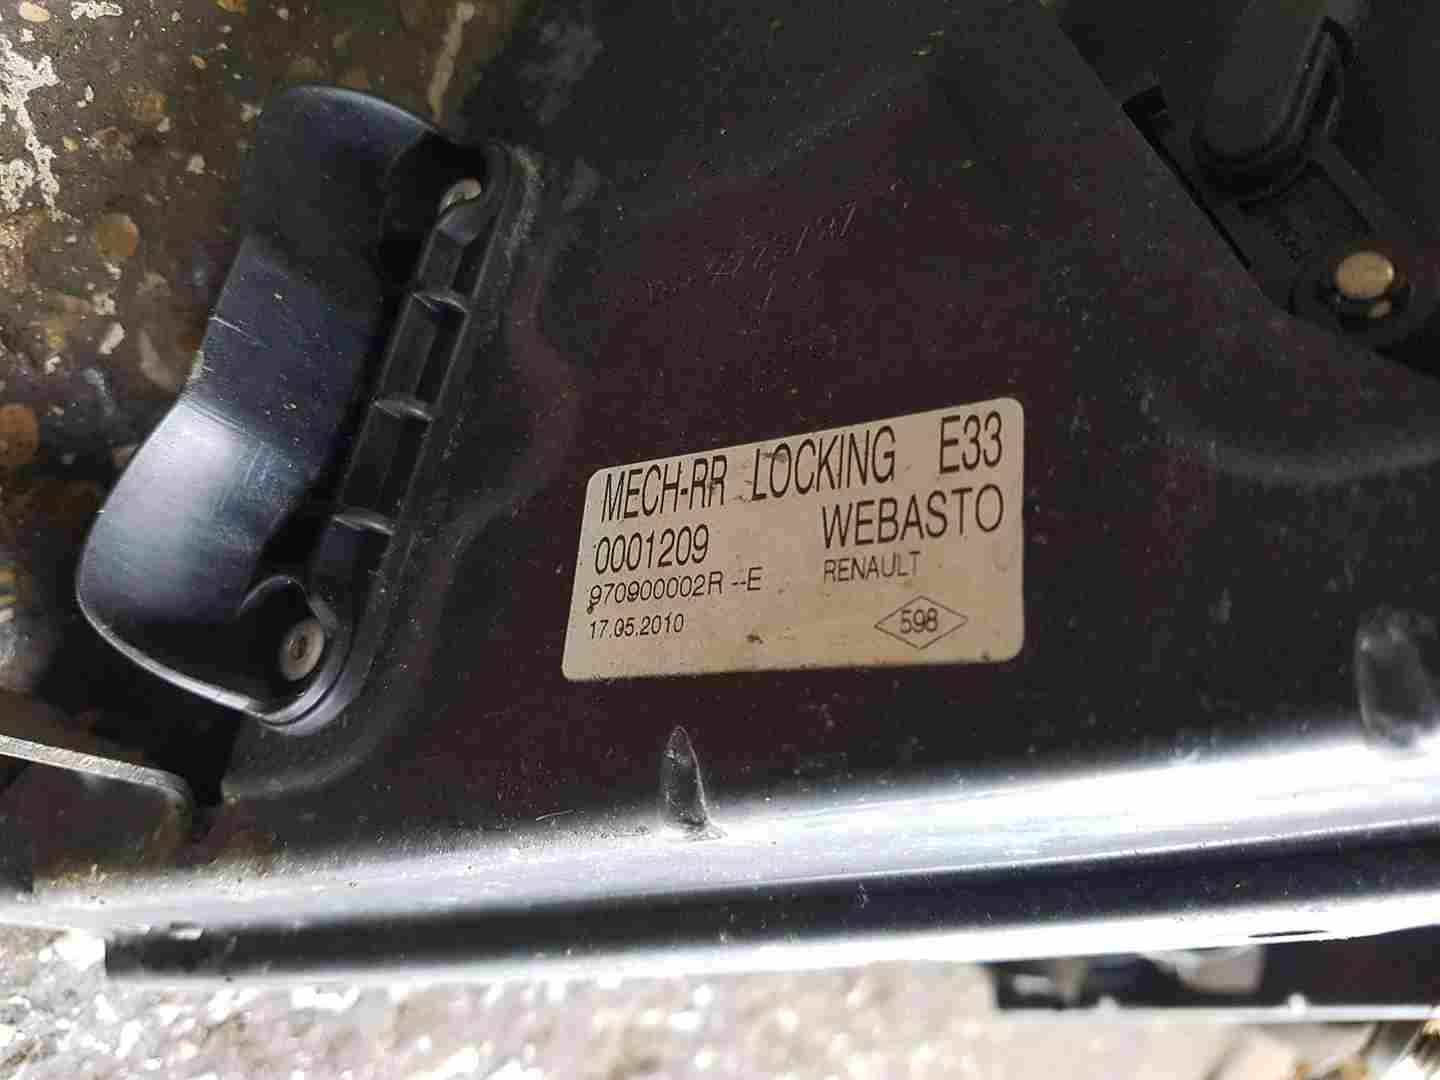 MECH-RR LOCKING E33
0001209 WEBASTO
970900002R --E RENAULT
17.05.2010 598